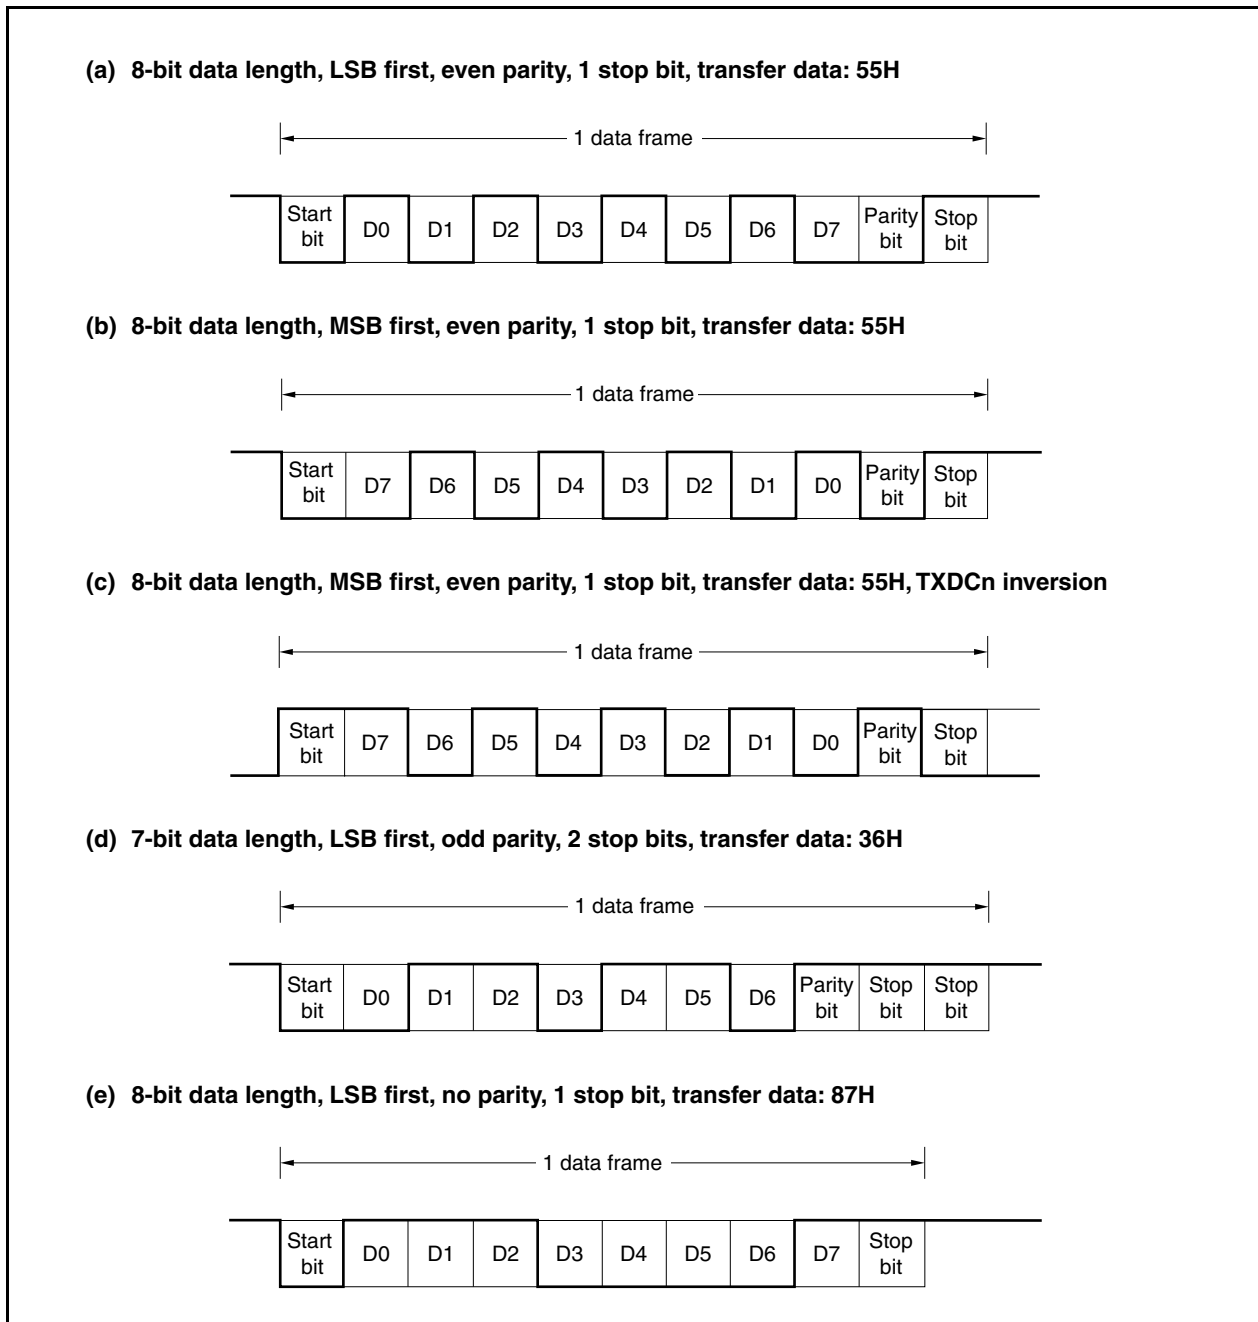 (a) 8-bit data length, LSB first, even parity, 1 stop bit, transfer data: 55H
1 data frame
Start bit D0 D1 D2 D3 D4 D5 D6 D7 Parity bit Stop bit
(b) 8-bit data length, MSB first, even parity, 1 stop bit, transfer data: 55H
1 data frame
Start bit D7 D6 D5 D4 D3 D2 D1 D0 Parity bit Stop bit
(c) 8-bit data length, MSB first, even parity, 1 stop bit, transfer data: 55H, TXDCn inversion
1 data frame
Start bit D7 D6 D5 D4 D3 D2 D1 D0 Parity bit Stop bit
(d) 7-bit data length, LSB first, odd parity, 2 stop bits, transfer data: 36H
1 data frame
Start bit D0 D1 D2 D3 D4 D5 D6 Parity bit Stop bit Stop bit
(e) 8-bit data length, LSB first, no parity, 1 stop bit, transfer data: 87H
1 data frame
Start bit D0 D1 D2 D3 D4 D5 D6 D7 Stop bit